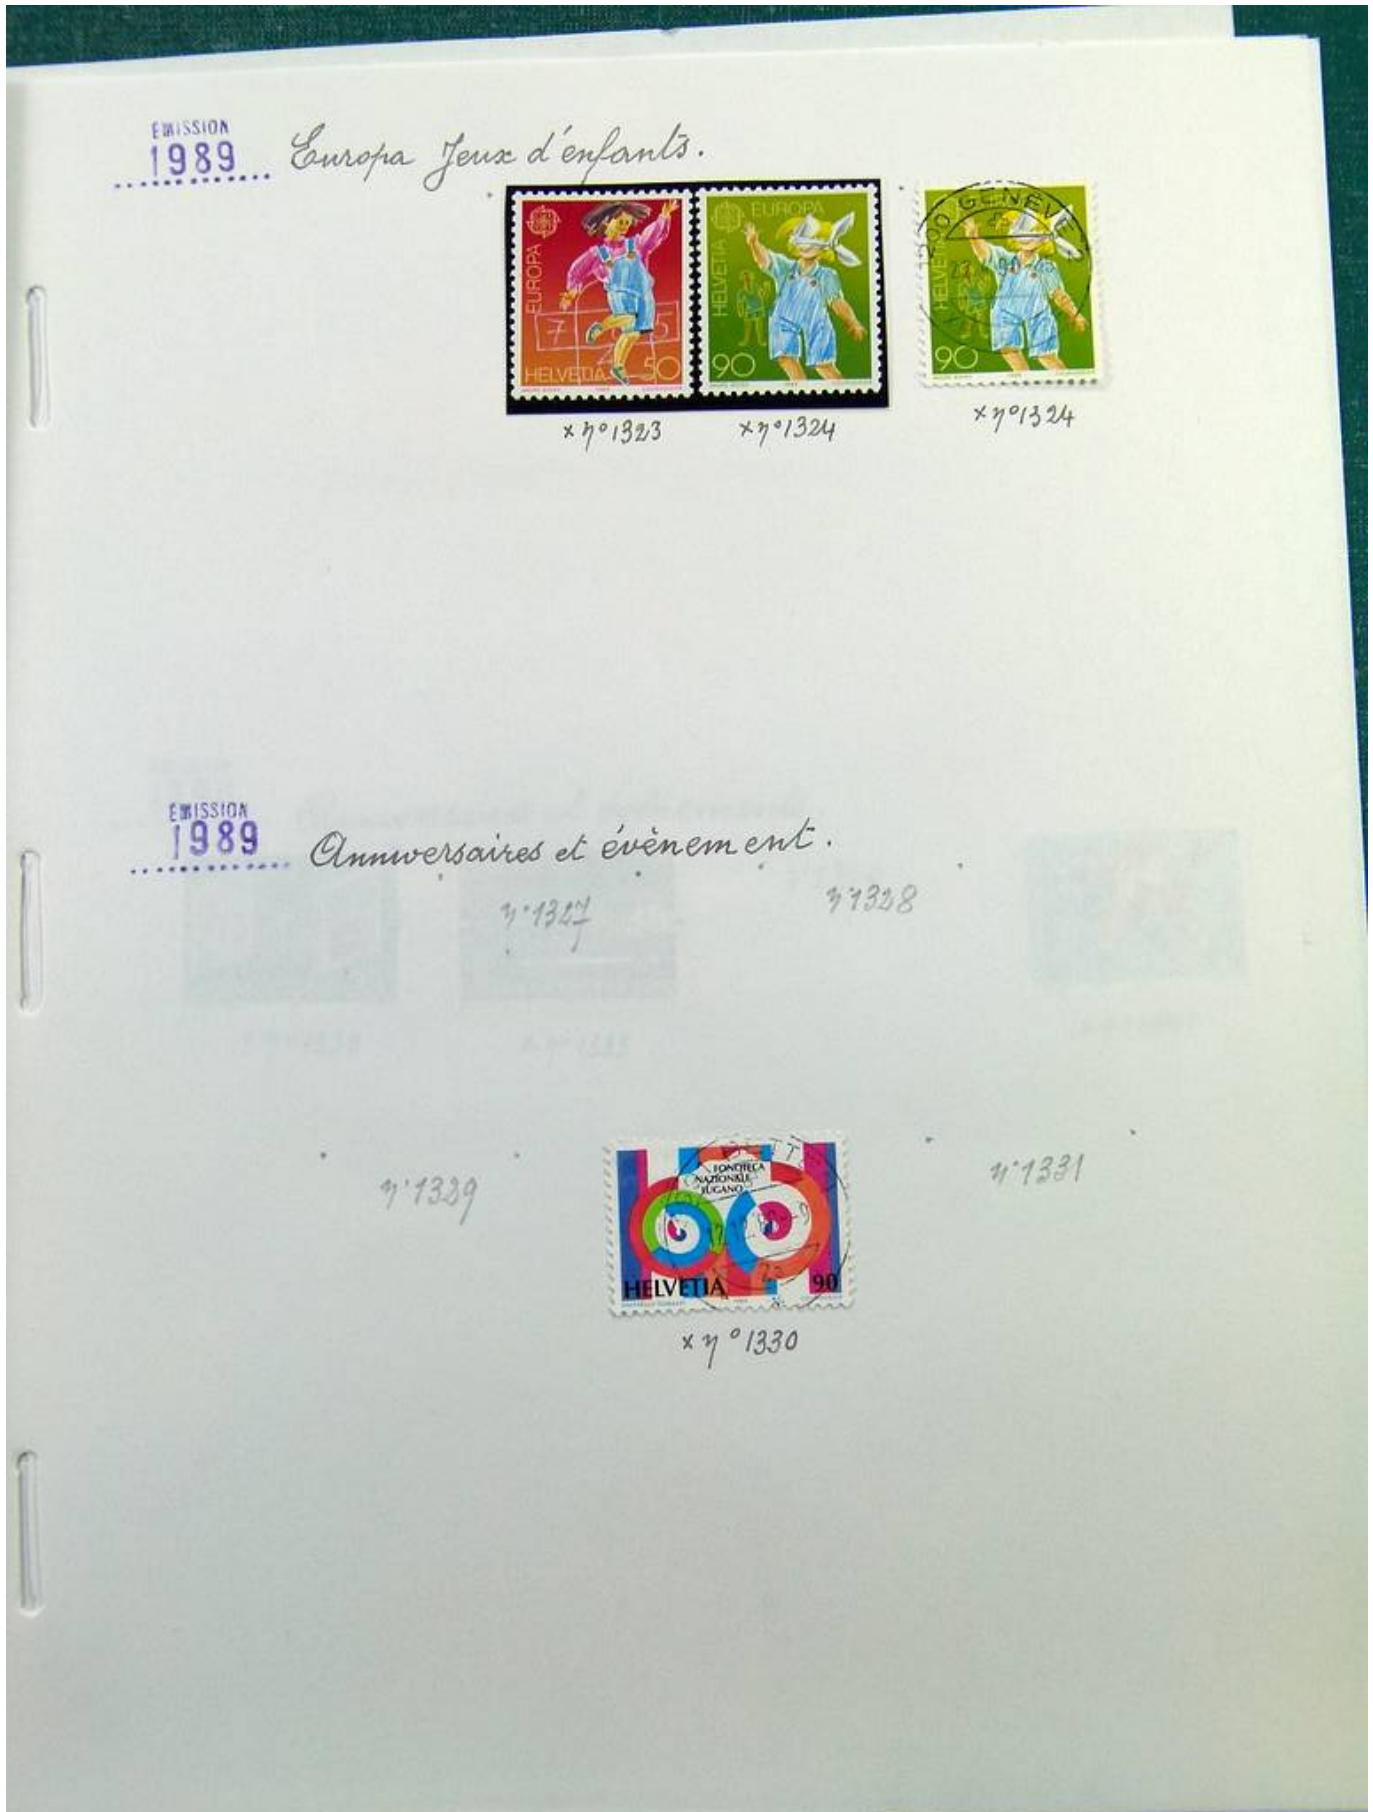 EMISSION
1989
Europa Jeux d'enfants.
EUROPA
7 5
HELVETIA 50
EUROPA
HELVETIA
90
GENÈVE
HELVETIA
90
x n° 1323
x n° 1324
x n° 1324
EMISSION
1989
Anniversaires et évènement.
n° 1327
n° 1328
n° 1329
FONOTECA
NAZIONALE
LUGANO
HELVETIA 90
n° 1331
x n° 1330